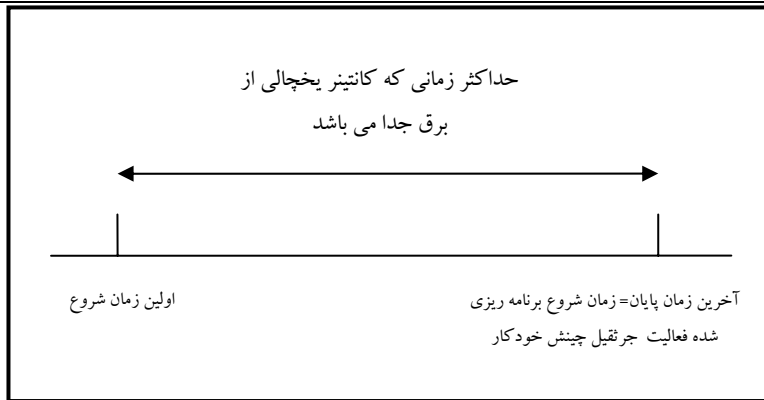 حداکثر زمانی که کانتینر یخچالی از
برق جدا می باشد
اولین زمان شروع
آخرین زمان پایان= زمان شروع برنامه ریزی
شده فعالیت جرثقیل چینش خودکار